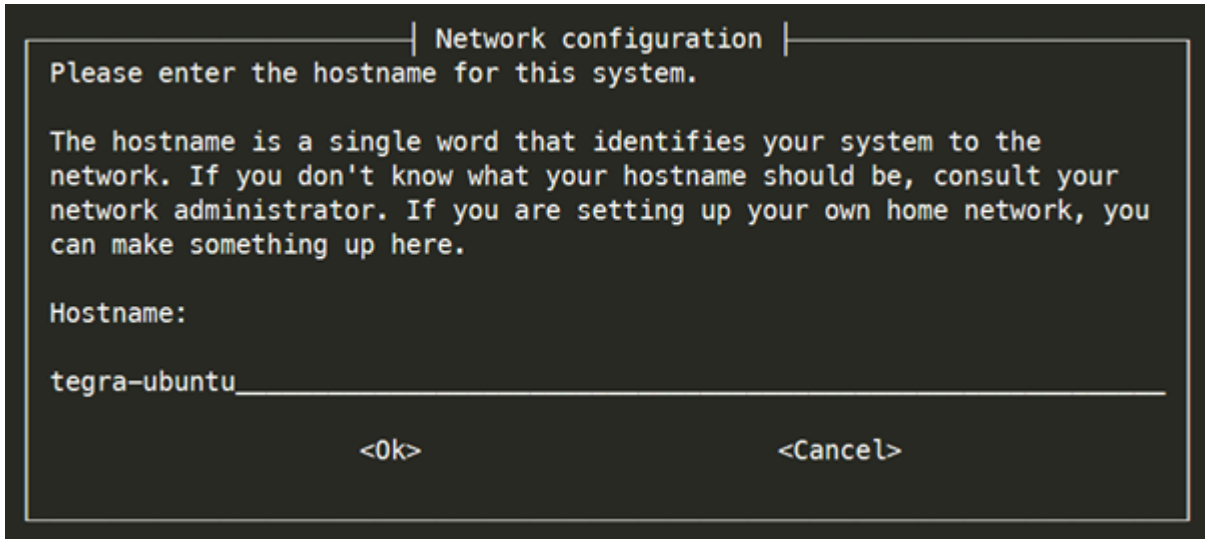 Network configuration
Please enter the hostname for this system.
The hostname is a single word that identifies your system to the
network. If you don't know what your hostname should be, consult your
network administrator. If you are setting up your own home network, you
can make something up here.
Hostname:
tegra-ubuntu
<Ok> <Cancel>